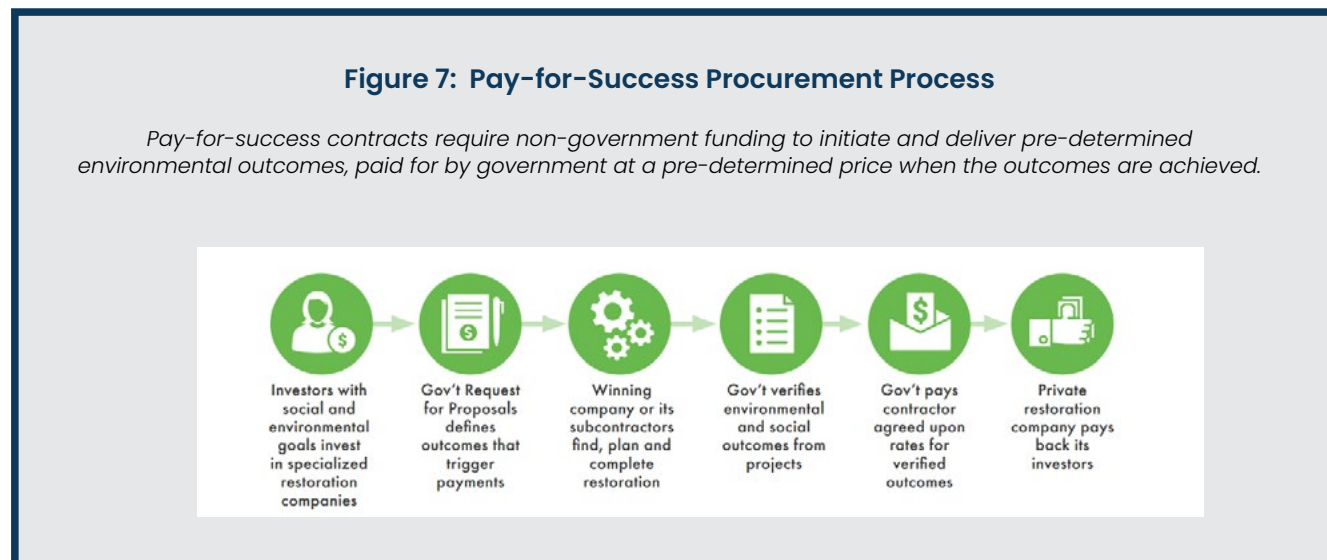 Figure 7: Pay-for-Success Procurement Process
Pay-for-success contracts require non-government funding to initiate and deliver pre-determined
environmental outcomes, paid for by government at a pre-determined price when the outcomes are achieved.
$
$
$
Investors with
social and
environmental
goals invest
in specialized
restoration
companies
Gov't Request
for Proposals
defines
outcomes that
trigger
payments
Winning
company or its
subcontractors
find, plan and
complete
restoration
Gov't verifies
environmental
and social
outcomes from
projects
Gov't pays
contractor
agreed upon
rates for
verified
outcomes
Private
restoration
company pays
back its
investors